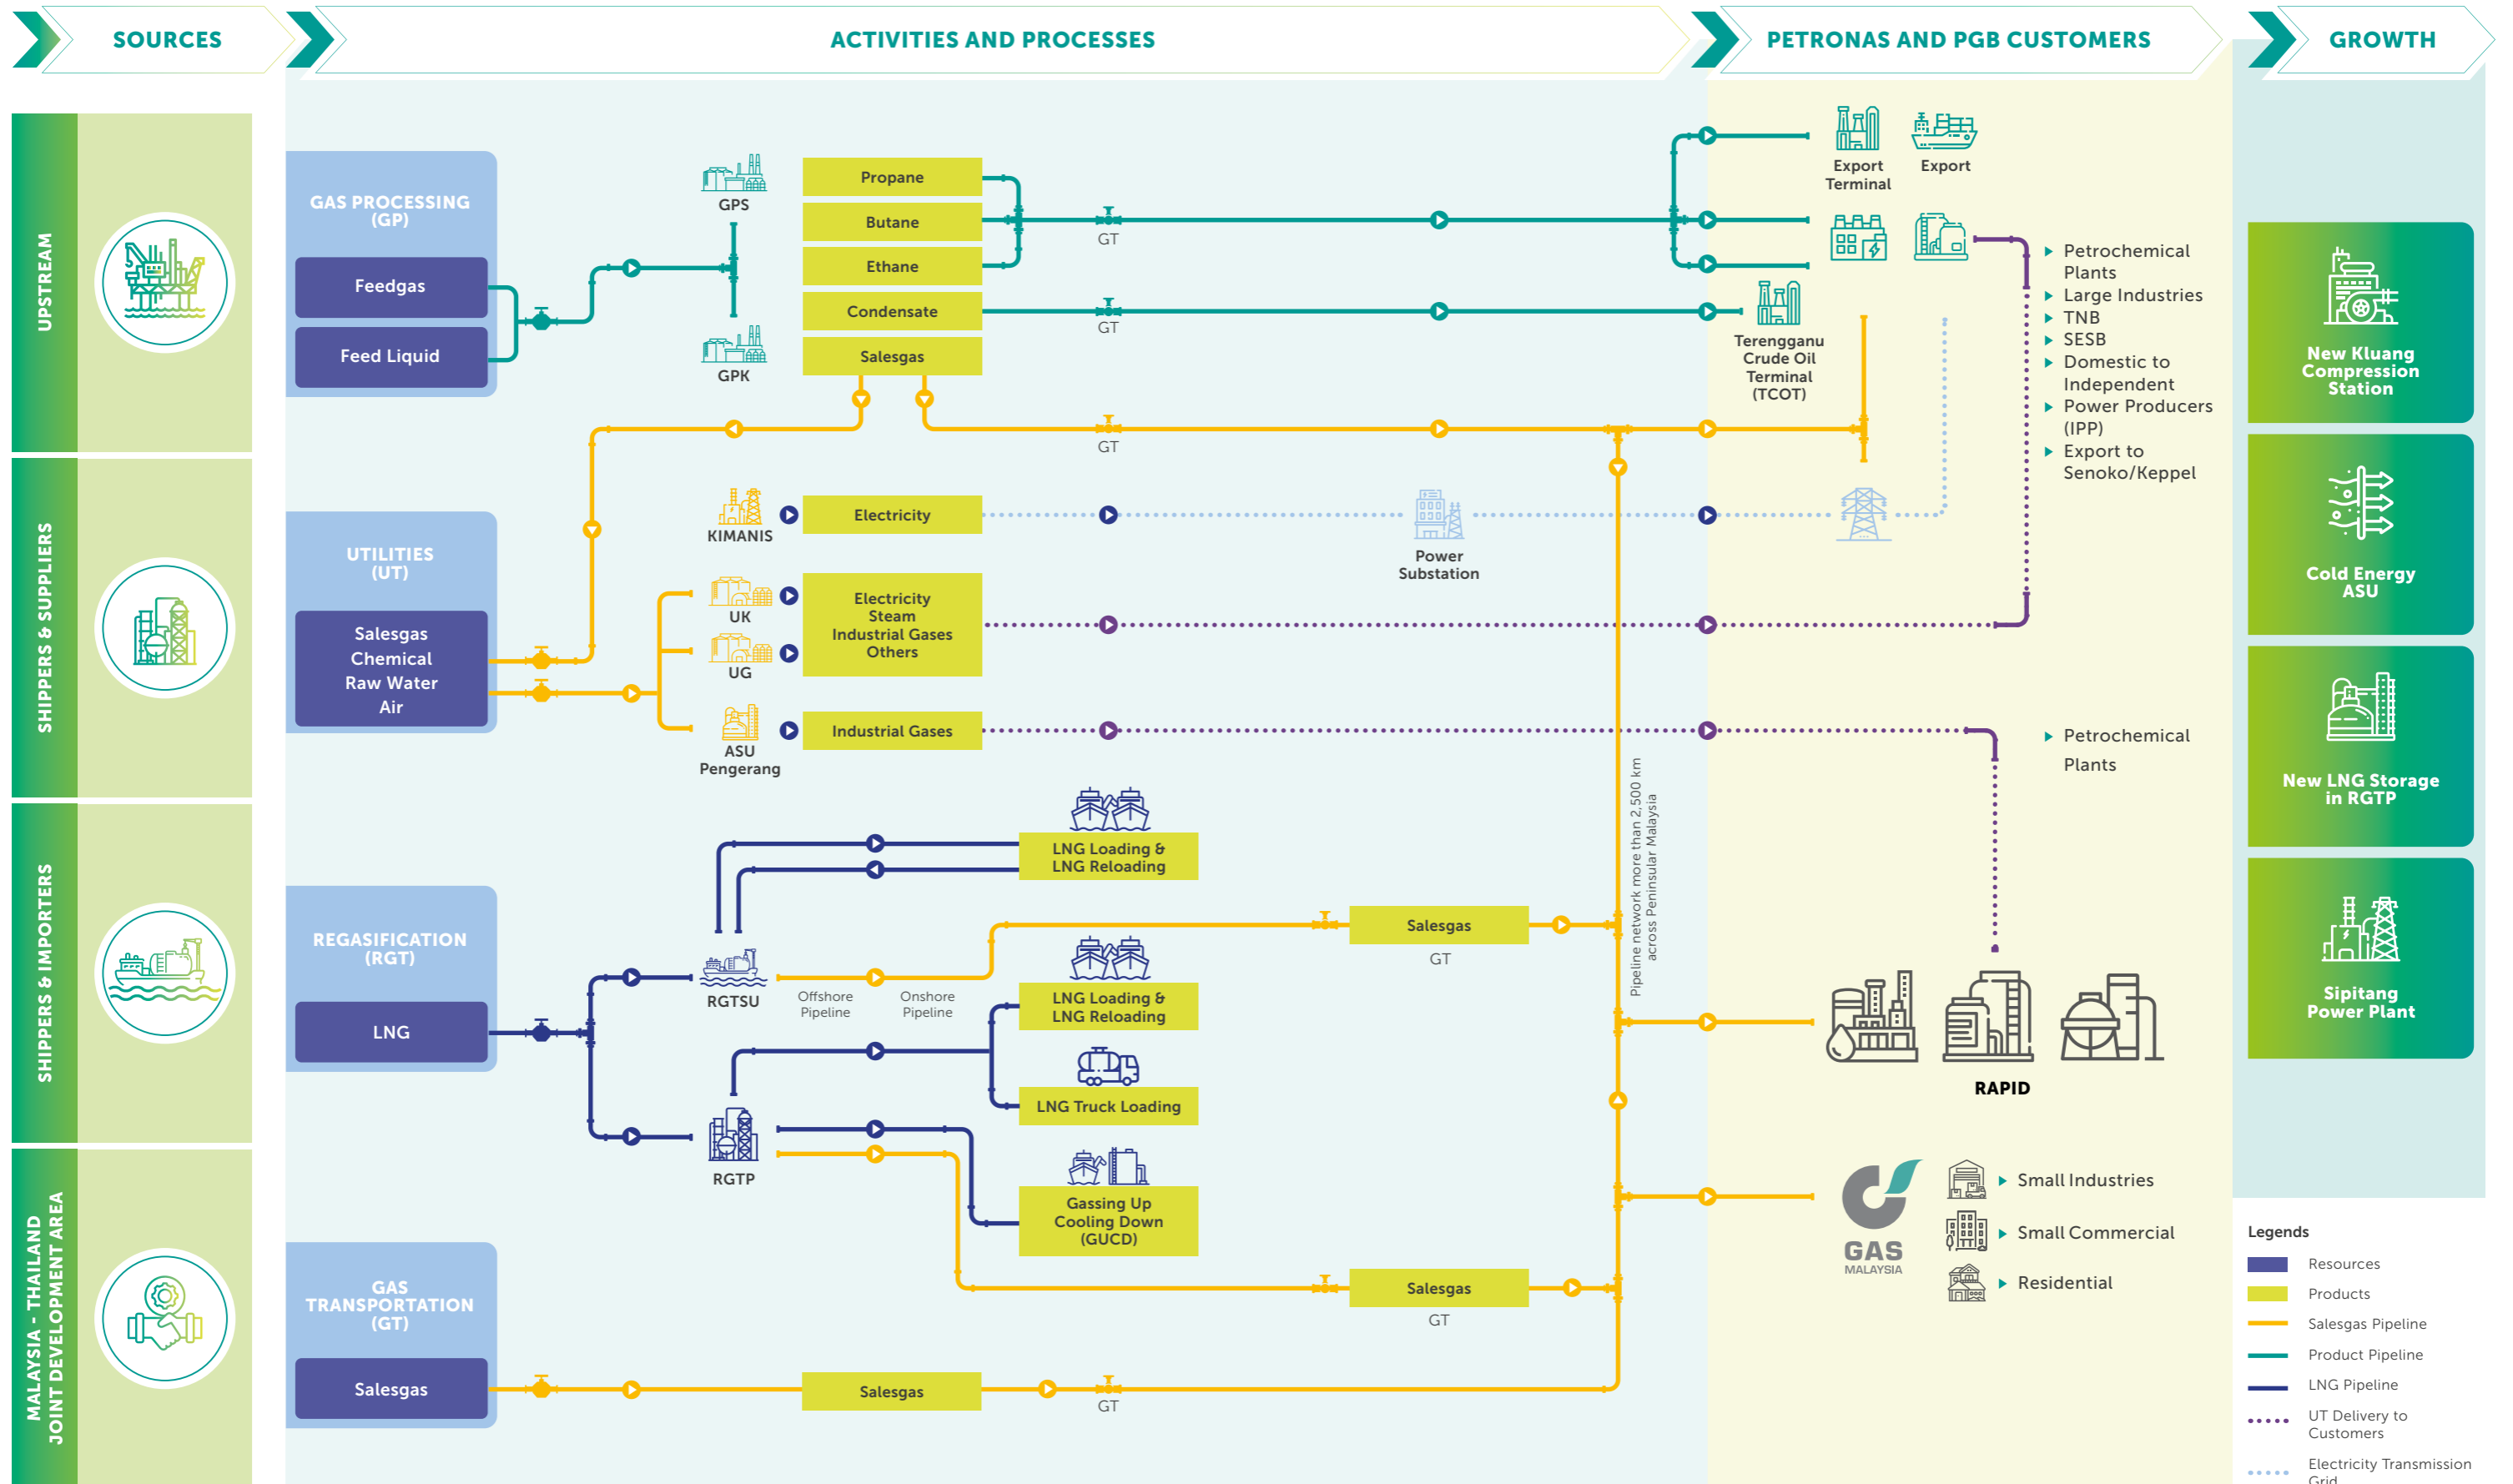 SOURCES
ACTIVITIES AND PROCESSES
PETRONAS AND PGB CUSTOMERS
GROWTH
UPSTREAM
GAS PROCESSING
(GP)
Feedgas
Feed Liquid
GPS
GPK
Propane
Butane
Ethane
Condensate
Salesgas
GT
GT
GT
Export
Terminal
Export
Terengganu
Crude Oil
Terminal
(TCOT)
Petrochemical
Plants
Large Industries
TNB
SESB
Domestic to
Independent
Power Producers
(IPP)
Export to
Senoko/Keppel
SHIPPERS & SUPPLIERS
UTILITIES
(UT)
Salesgas
Chemical
Raw Water
Air
KIMANIS
Electricity
Power
Substation
UK
UG
Electricity
Steam
Industrial Gases
Others
ASU
Pengerang
Industrial Gases
Petrochemical
Plants
Pipeline network more than 2,500 km
across Peninsular Malaysia
SHIPPERS & IMPORTERS
REGASIFICATION
(RGT)
LNG
LNG Loading &
LNG Reloading
RGTSU
Offshore
Pipeline
Onshore
Pipeline
Salesgas
GT
LNG Loading &
LNG Reloading
LNG Truck Loading
RGTP
Gassing Up
Cooling Down
(GUCD)
Salesgas
GT
RAPID
MALAYSIA - THAILAND
JOINT DEVELOPMENT AREA
GAS
TRANSPORTATION
(GT)
Salesgas
Salesgas
GT
GAS
MALAYSIA
Small Industries
Small Commercial
Residential
New Kluang
Compression
Station
Cold Energy
ASU
New LNG Storage
in RGTP
Sipitang
Power Plant
Legends
Resources
Products
Salesgas Pipeline
Product Pipeline
LNG Pipeline
UT Delivery to
Customers
Electricity Transmission
Grid